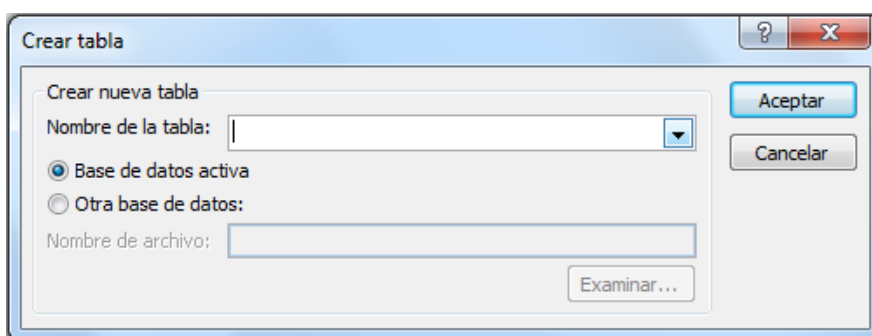 Crear tabla
Crear nueva tabla
Nombre de la tabla:
Aceptar
Cancelar
Base de datos activa
Otra base de datos:
Nombre de archivo:
Examinar...